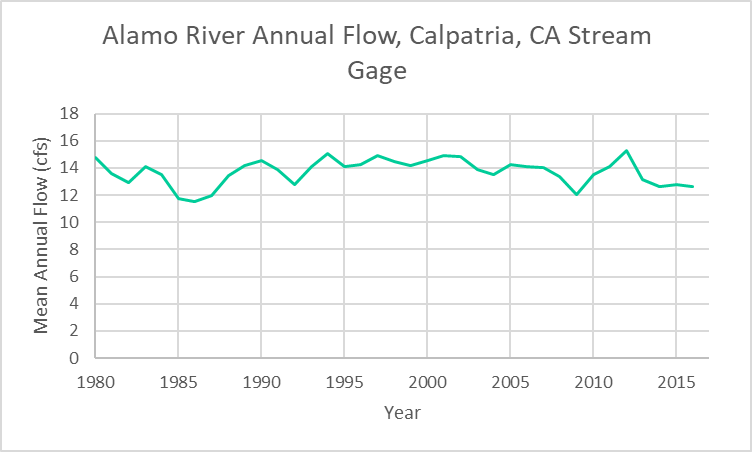 Alamo River Annual Flow, Calpatria, CA Stream
Gage
Mean Annual Flow (cfs)
18
16
14
12
10
8
6
4
2
0
1980 1985 1990 1995 2000 2005 2010 2015
Year